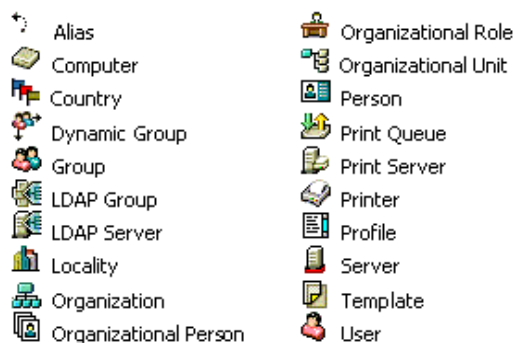 Alias
Computer
Country
Dynamic Group
Group
LDAP Group
LDAP Server
Locality
Organization
Organizational Person
Organizational Role
Organizational Unit
Person
Print Queue
Print Server
Printer
Profile
Server
Template
User